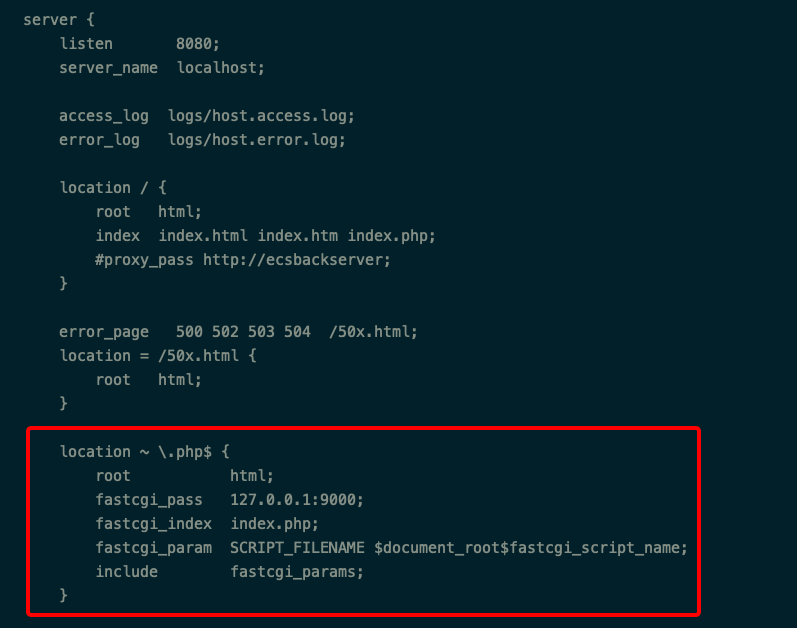 server {
    listen       8080;
    server_name  localhost;

    access_log  logs/host.access.log;
    error_log   logs/host.error.log;

    location / {
        root   html;
        index  index.html index.htm index.php;
        #proxy_pass http://ecsbackserver;
    }

    error_page   500 502 503 504  /50x.html;
    location = /50x.html {
        root   html;
    }

    location ~ \.php$ {
        root           html;
        fastcgi_pass   127.0.0.1:9000;
        fastcgi_index  index.php;
        fastcgi_param  SCRIPT_FILENAME $document_root$fastcgi_script_name;
        include        fastcgi_params;
    }